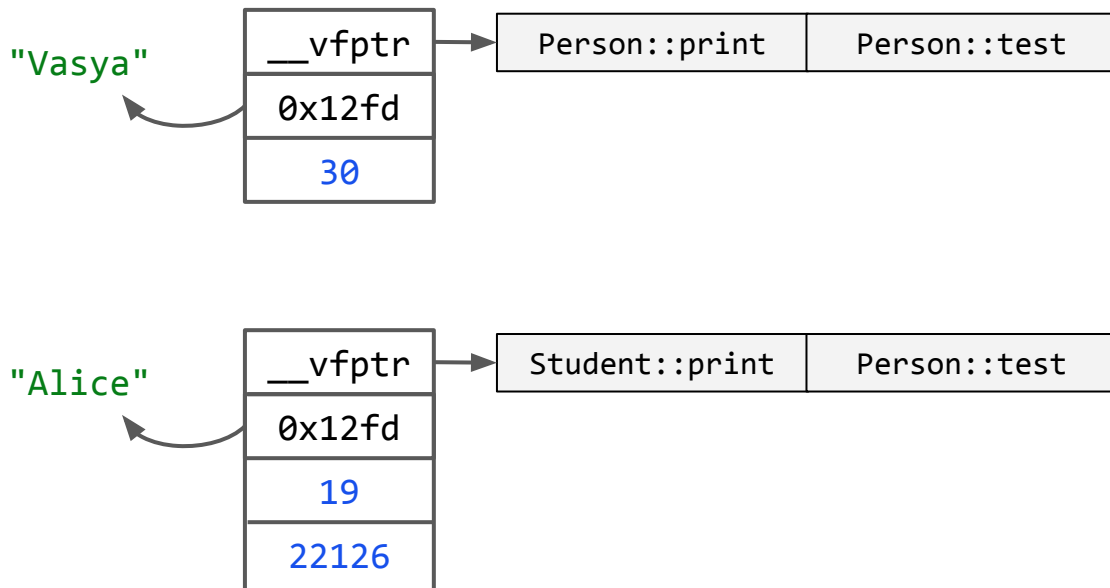 "Vasya"
__vfptr
Person::print
Person::test
0x12fd
30
"Alice"
__vfptr
Student::print
Person::test
0x12fd
19
22126